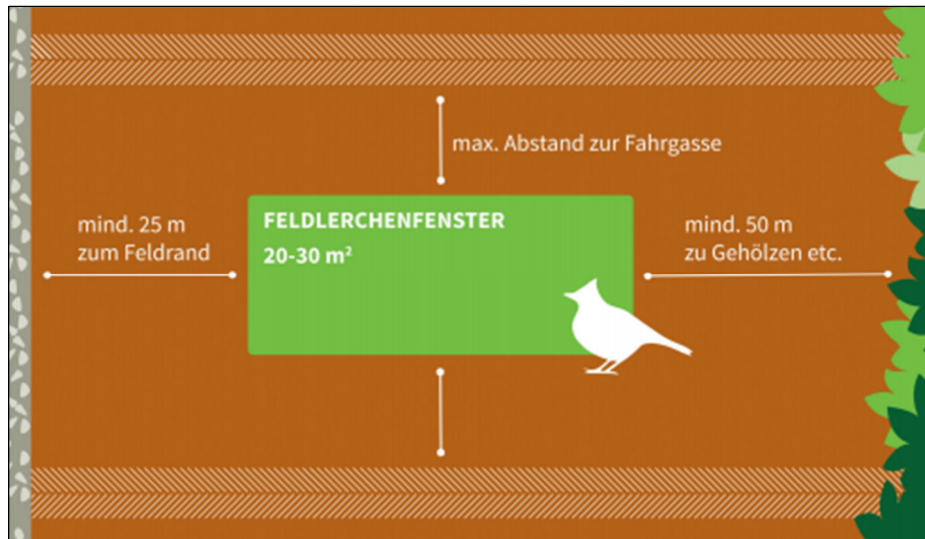 max. Abstand zur Fahrgasse
mind. 25 m
zum Feldrand
FELDLERCHENFENSTER
20-30 m²
mind. 50 m
zu Gehölzen etc.